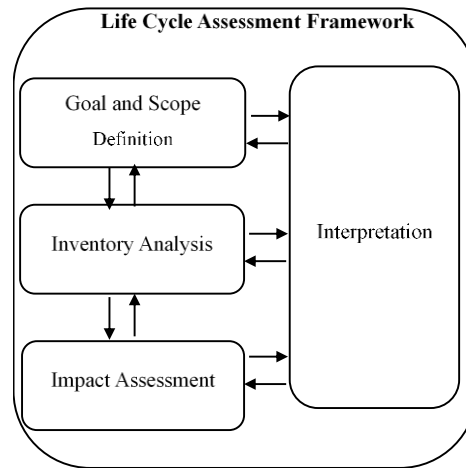 Life Cycle Assessment Framework
Goal and Scope
Definition
Inventory Analysis
Interpretation
Impact Assessment